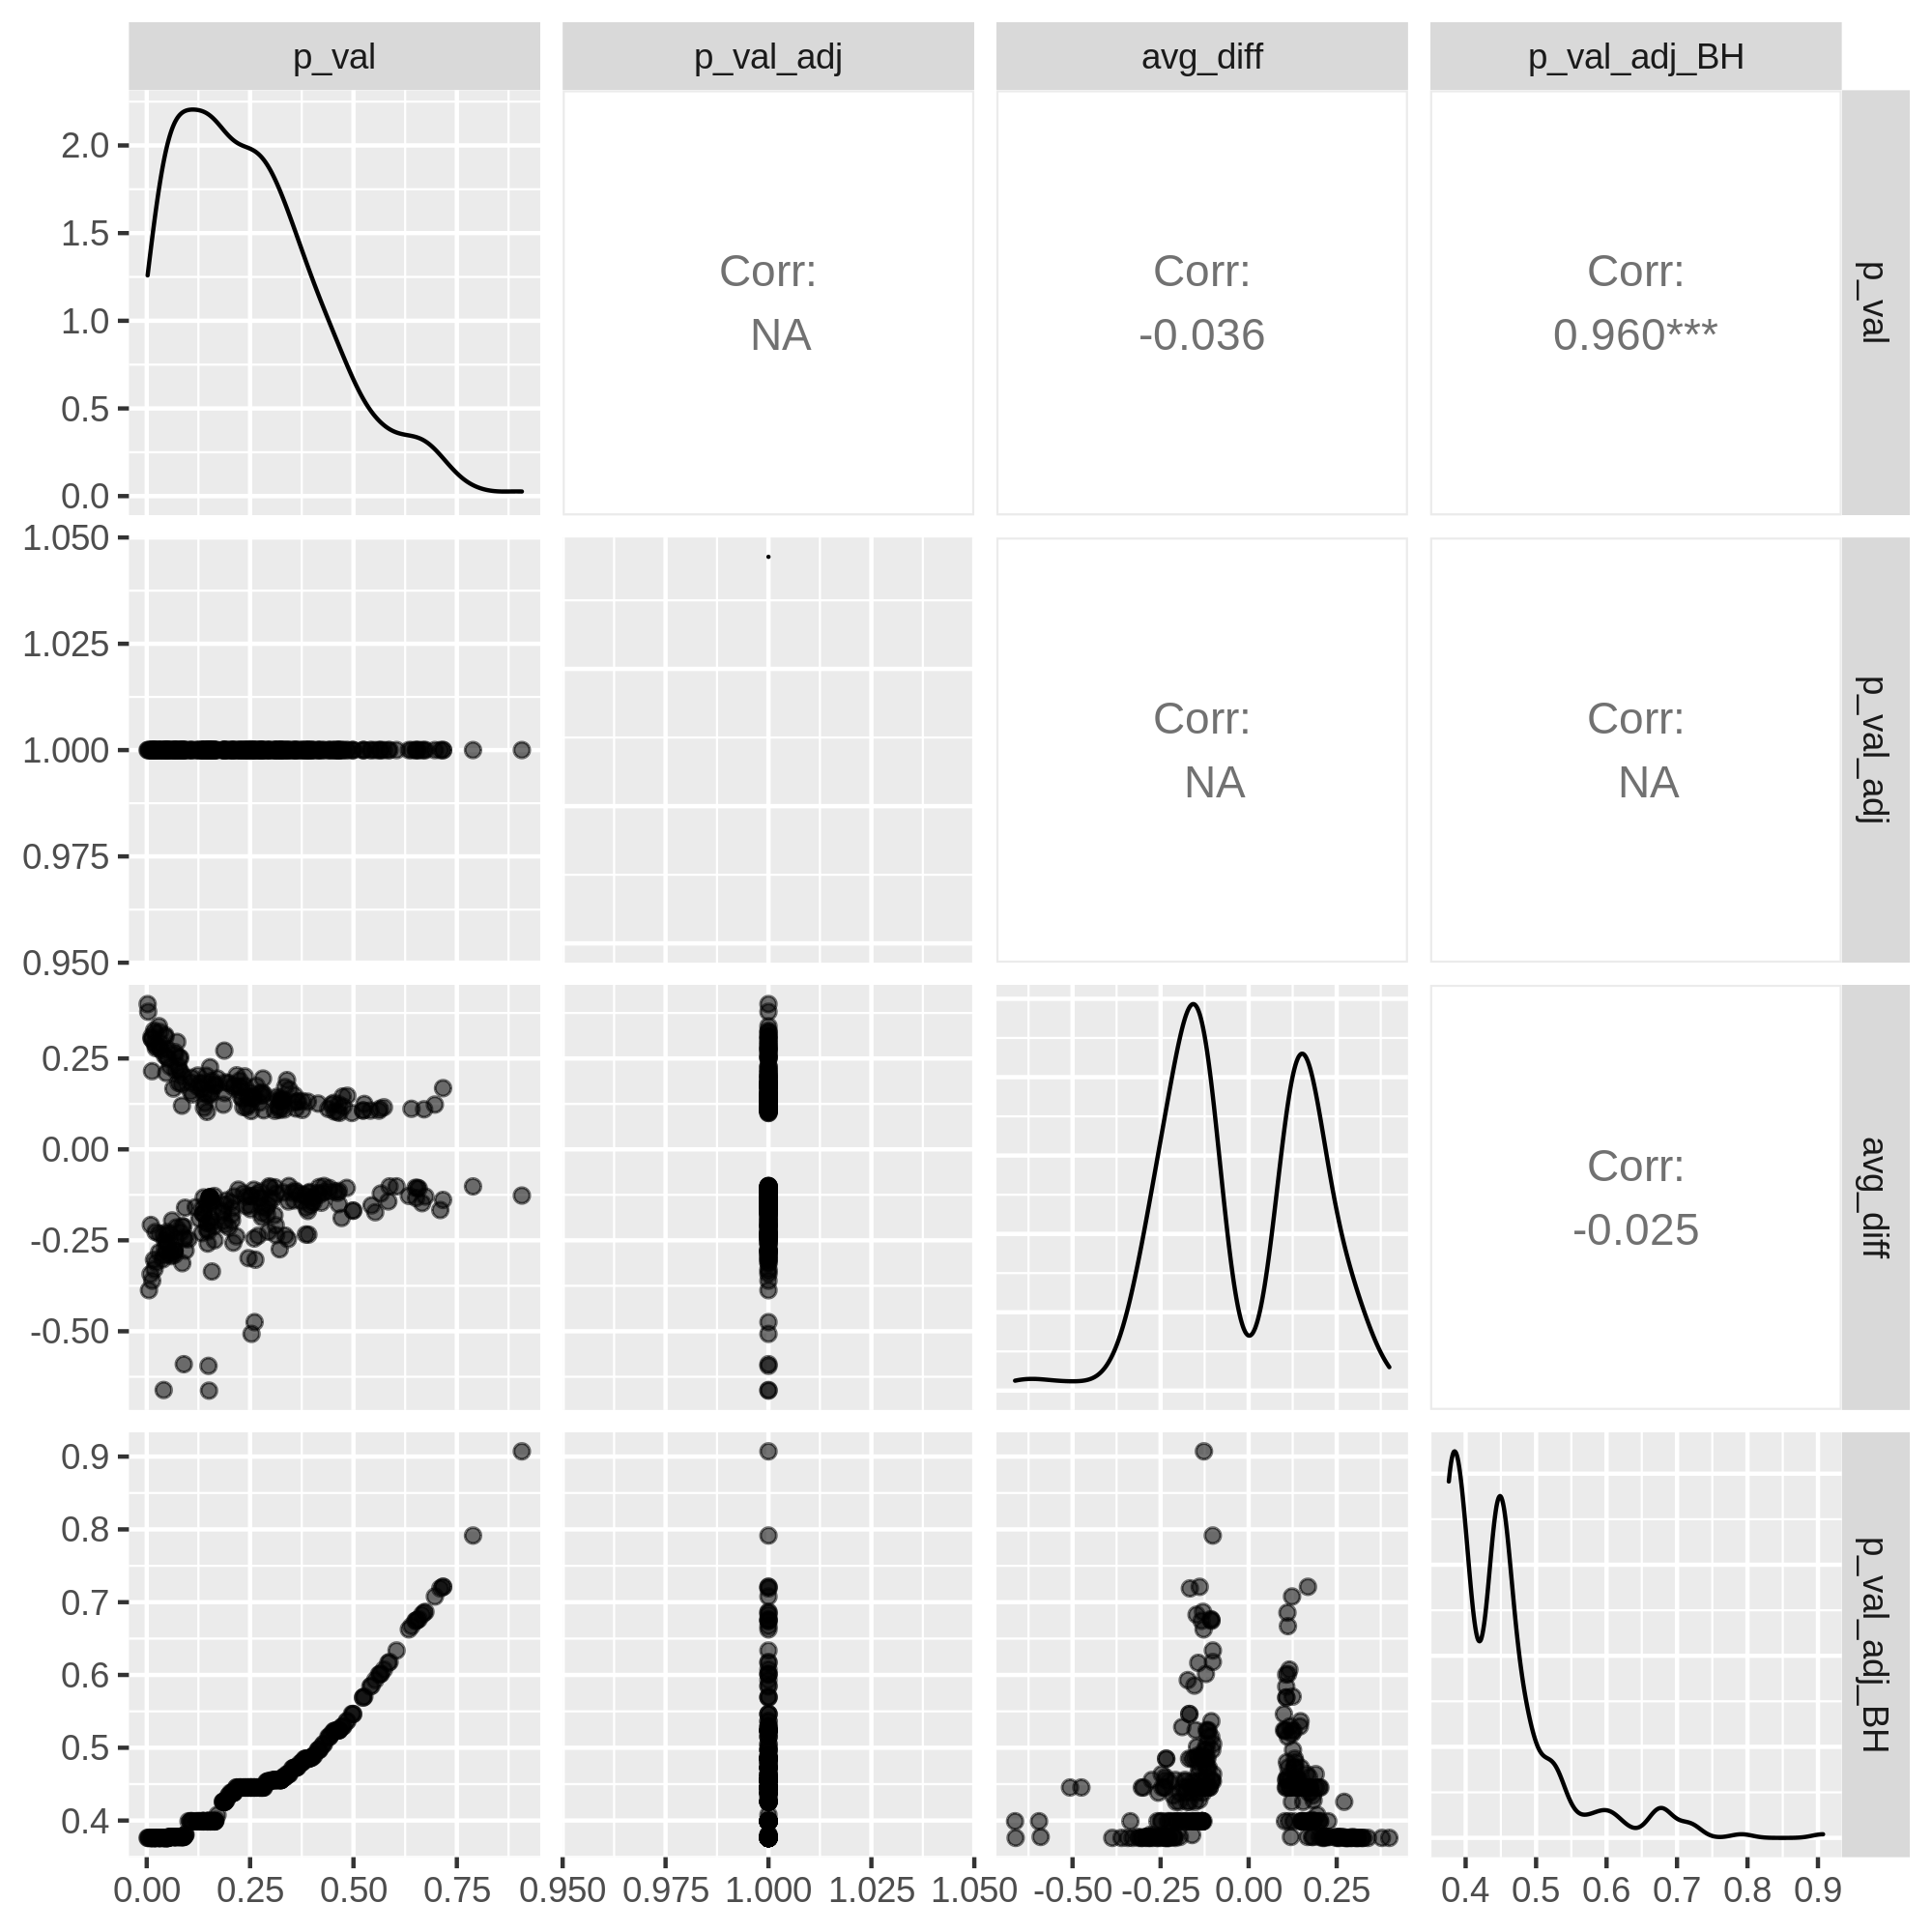 p_val p_val_adj avg_diff p_val_adj_BH
2.0
1.5
1.0
0.5
0.0
Corr:
NA
Corr:
-0.036
Corr:
0.960***
p_val
1.050
1.025
1.000
0.975
0.950
Corr:
NA
Corr:
NA
p_val_adj
0.25
0.00
-0.25
-0.50
Corr:
-0.025
avg_diff
0.9
0.8
0.7
0.6
0.5
0.4
p_val_adj_BH
0.00 0.25 0.50 0.75 0.950 0.975 1.000 1.025 1.050 -0.50 -0.25 0.00 0.25 0.4 0.5 0.6 0.7 0.8 0.9